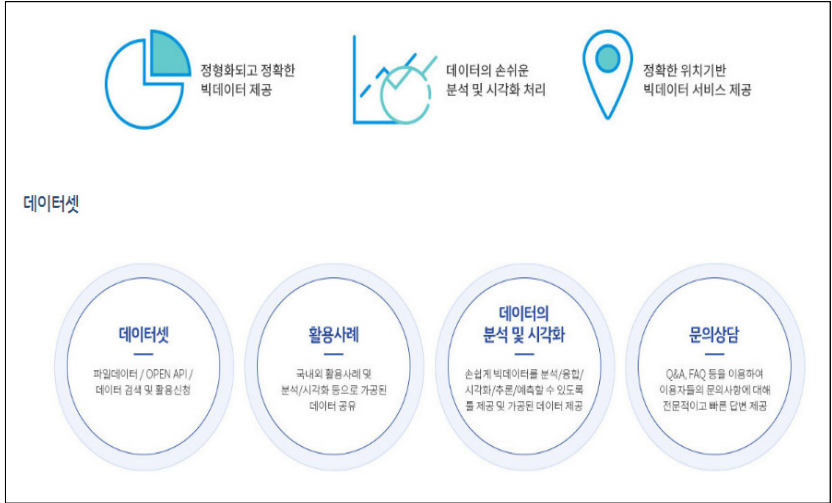 정형화되고 정확한
빅데이터 제공
데이터의 손쉬운
분석 및 시각화 처리
정확한 위치기반
빅데이터 서비스 제공
데이터셋
데이터셋
파일데이터 / OPEN API /
데이터 검색 및 활용신청
활용사례
국내외 활용사례 및
분석/시각화 등으로 가공된
데이터 공유
데이터의
분석 및 시각화
손쉽게 빅데이터를 분석/융합/
시각화/추론/예측할 수 있도록
툴 제공 및 가공된 데이터 제공
문의상담
Q&A, FAQ 등을 이용하여
이용자들의 문의사항에 대해
전문적이고 빠른 답변 제공